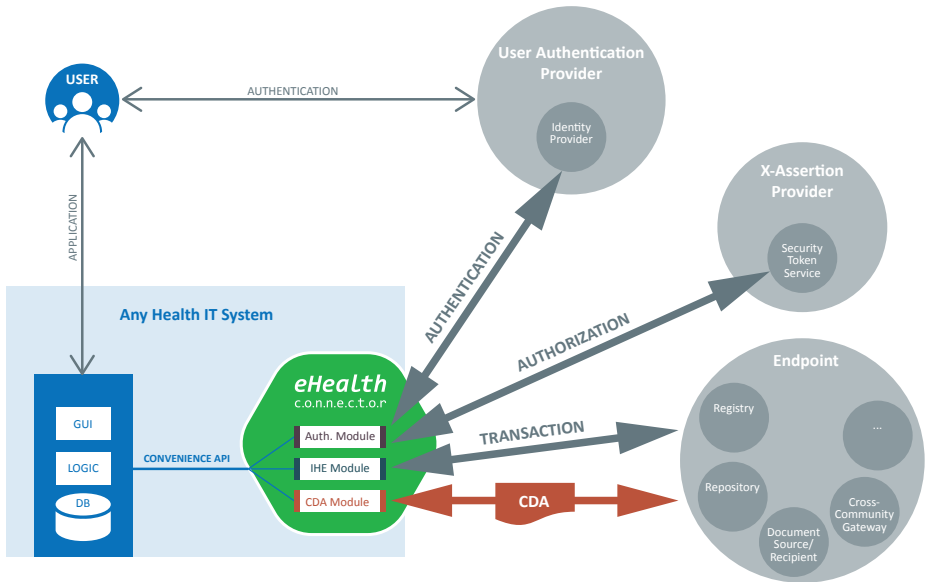 User Authentication
Provider
USER
AUTHENTICATION
Identity
Provider
X-Assertion
Provider
APPLICATION
Security
Token
Service
AUTHENTICATION
Any Health IT System
AUTHORIZATION
Endpoint
eHealth
c.o.n.n.e.c.t.o.r.
Registry
GUI
Auth. Module
TRANSACTION
...
CONVENIENCE API
LOGIC
IHE Module
Repository
DB
CDA Module
CDA
Cross-
Community
Gateway
Document
Source/
Recipient